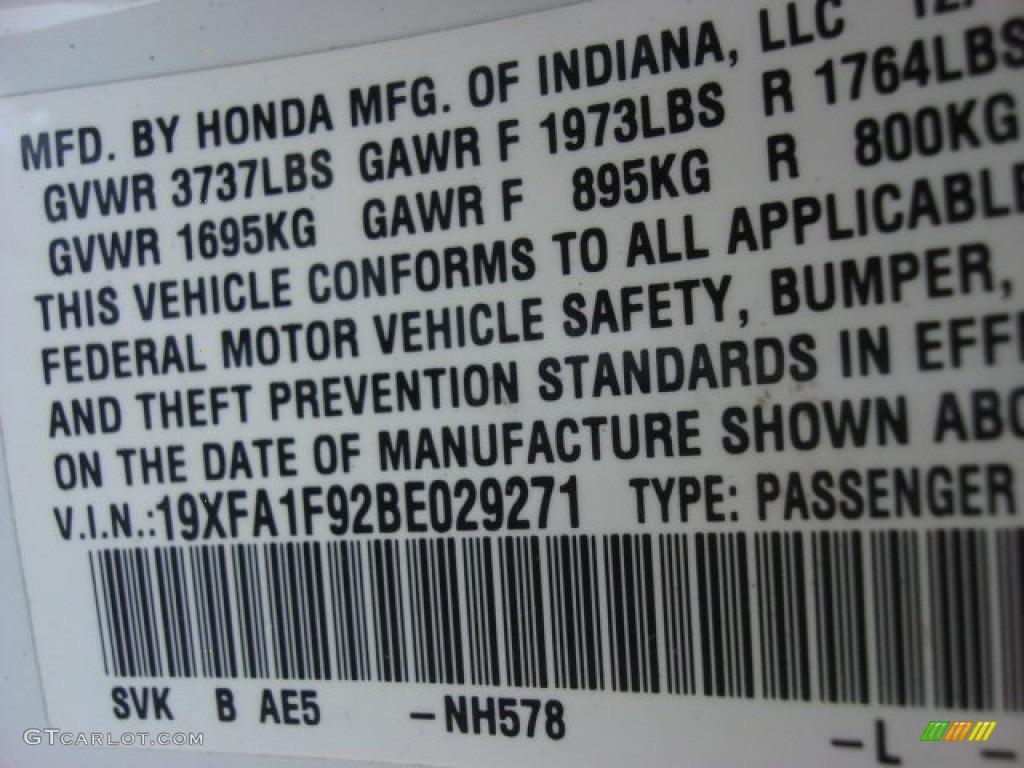 MFD. BY HONDA MFG. OF INDIANA, LLC
GVWR 3737LBS GAWR F 1973LBS R 1764LBS
GVWR 1695KG GAWR F 895KG R 800KG
THIS VEHICLE CONFORMS TO ALL APPLICABLE
FEDERAL MOTOR VEHICLE SAFETY, BUMPER,
AND THEFT PREVENTION STANDARDS IN EFF
ON THE DATE OF MANUFACTURE SHOWN ABO
V.I.N.:19XFA1F92BE029271 TYPE: PASSENGER
SVK B AE5 -NH578 -L -
GTCARLOT.COM